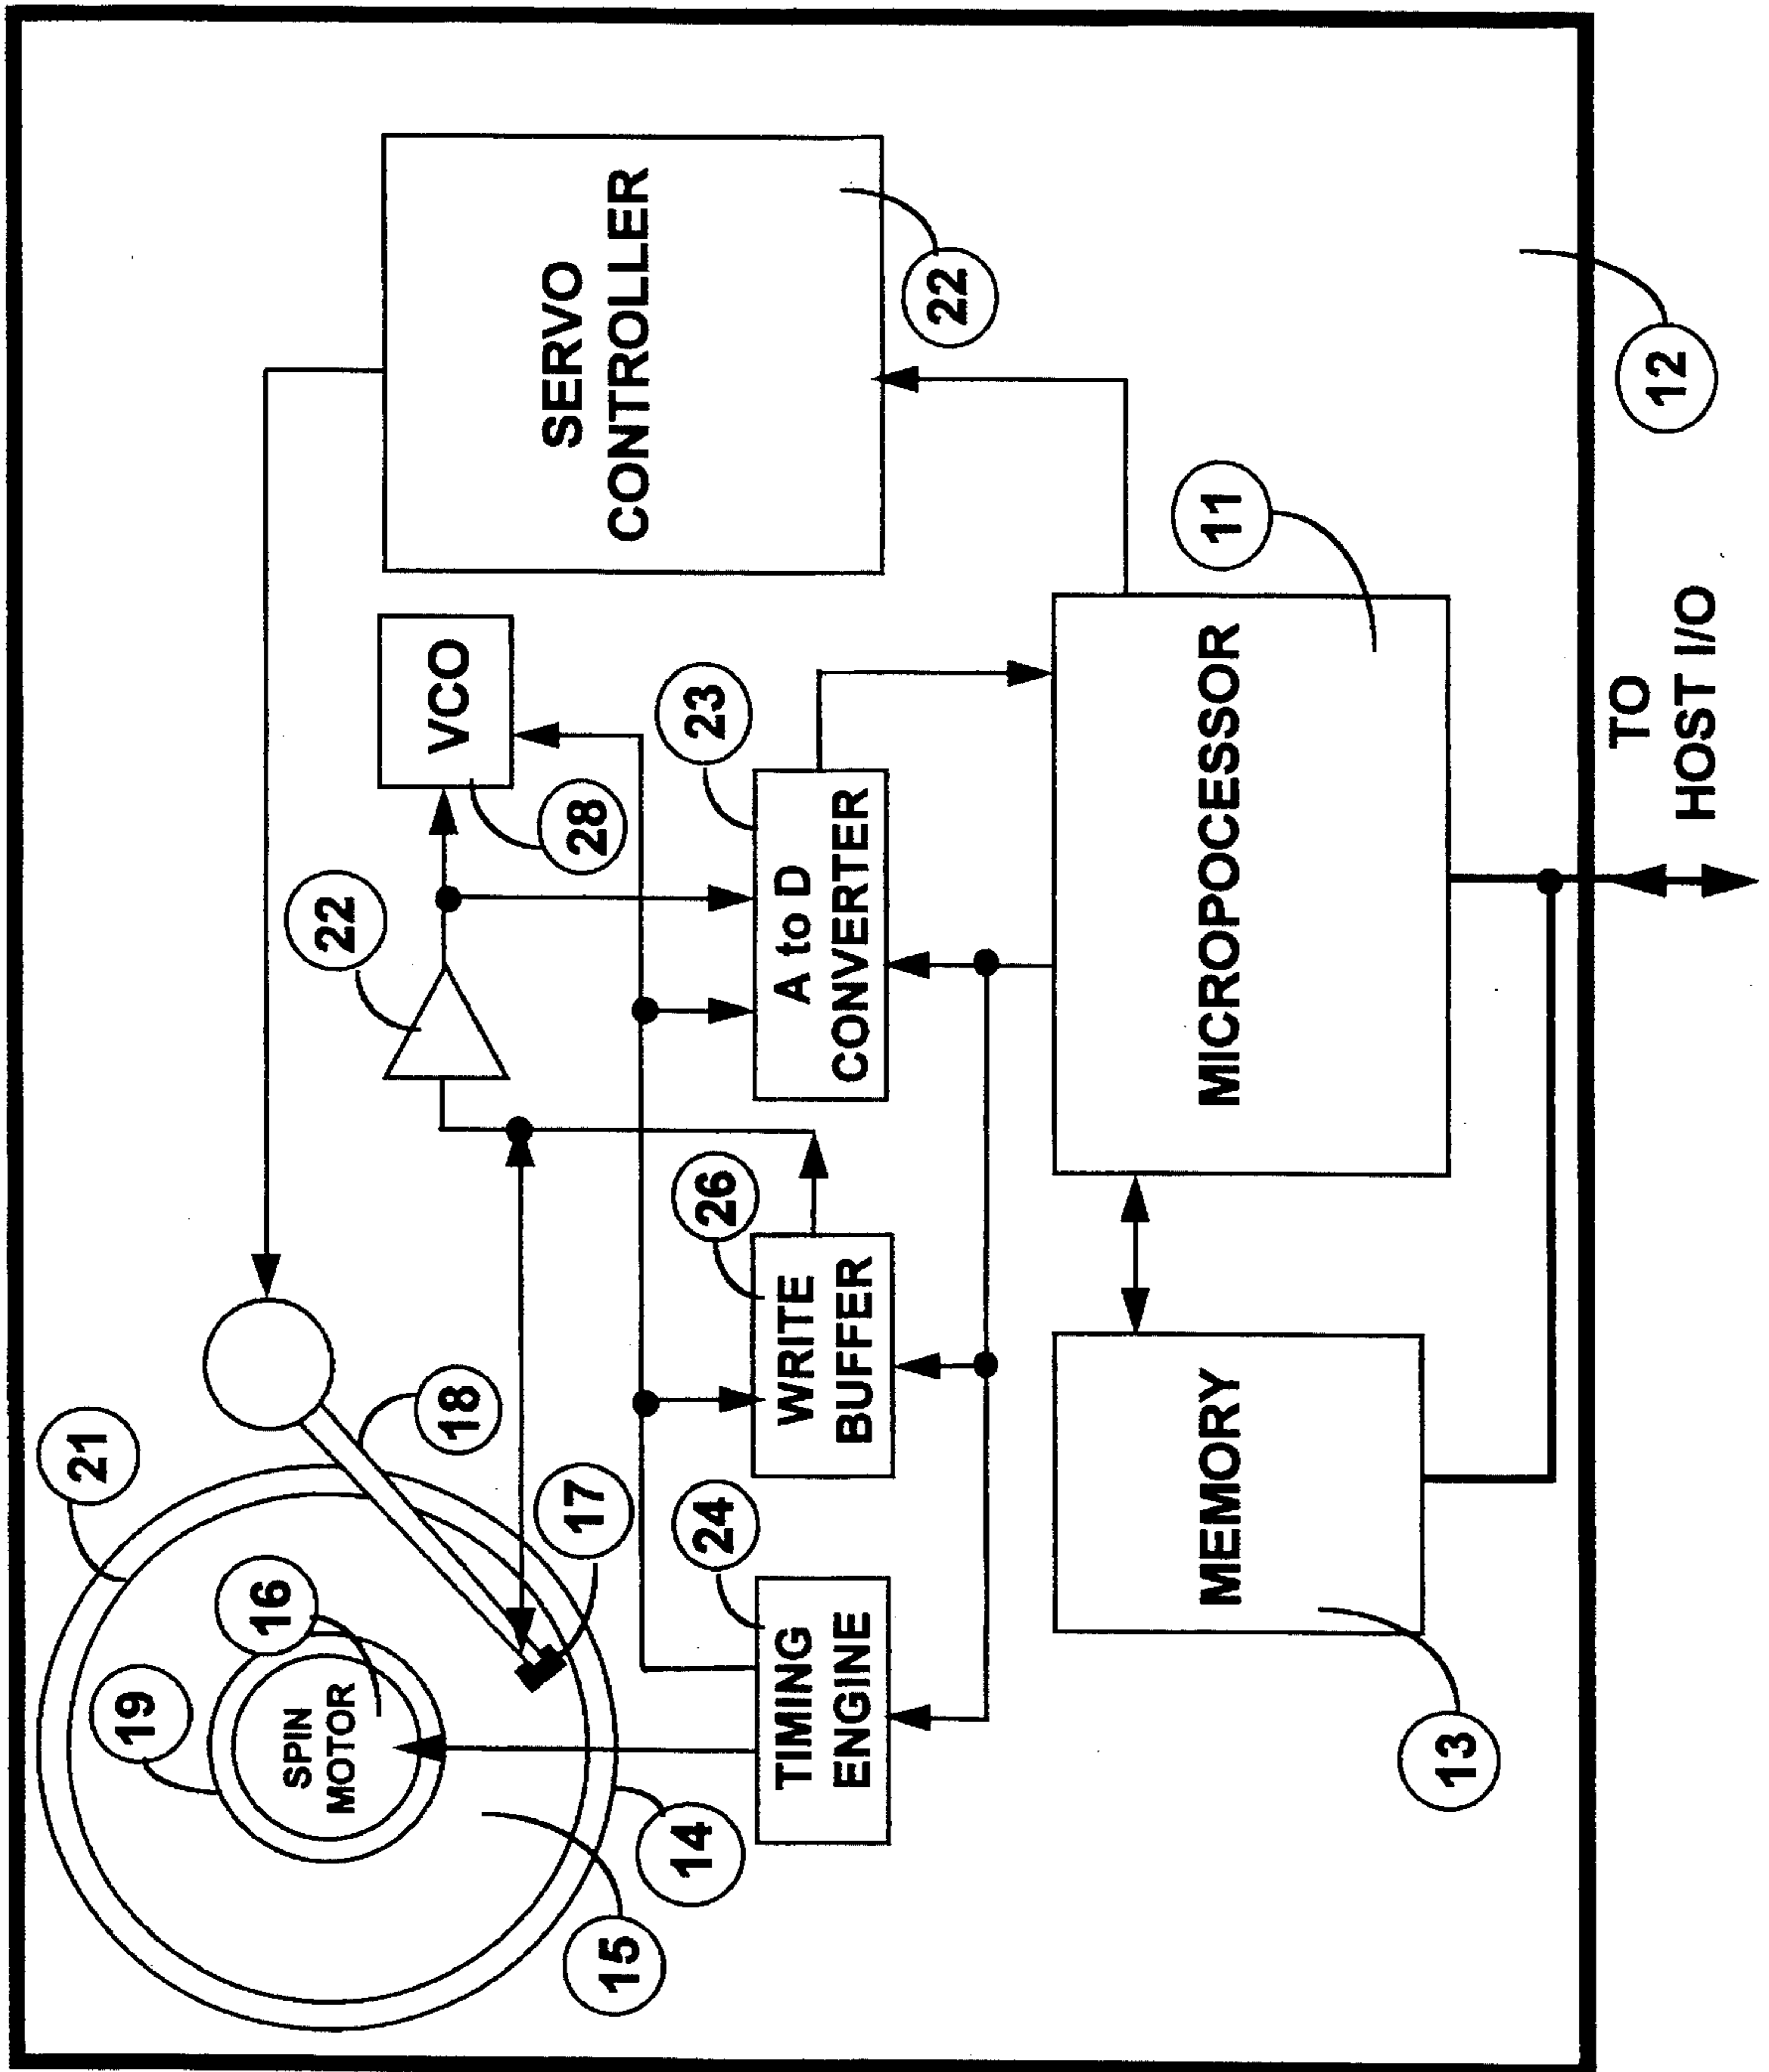 21
19
16
SPIN
MOTOR
22
18
VCO
SERVO
CONTROLLER
17
28
15
14
24
26
23
TIMING
ENGINE
WRITE
BUFFER
A to D
CONVERTER
22
MEMORY
MICROPOCESSOR
11
13
12
TO
HOST I/O